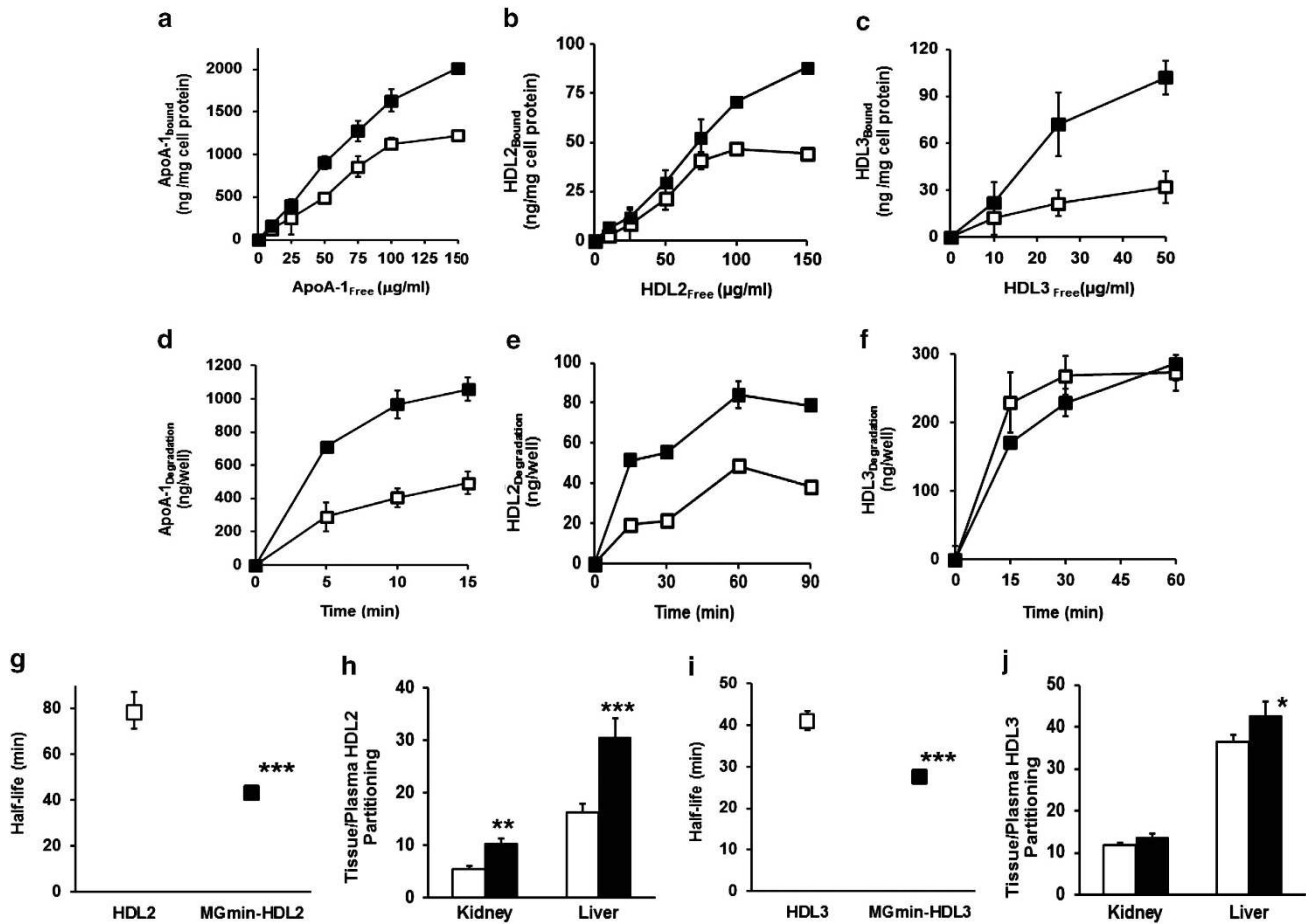 a
2000
1500
1000
500
0
ApoA-1bound
(ng /mg cell protein)
0 25 50 75 100 125 150
ApoA-1Free (µg/ml)
b
100
75
50
25
0
HDL2Bound
(ng/mg cell protein)
0 50 100 150
HDL2Free (µg/ml)
c
120
90
60
30
0
HDL3Bound
(ng /mg cell protein)
0 10 20 30 40 50
HDL3 Free(µg/ml)
d
1200
1000
800
600
400
200
0
ApoA-1Degradation
(ng/well)
0 5 10 15
Time (min)
e
100
80
60
40
20
0
HDL2Degradation
(ng/well)
0 30 60 90
Time (min)
f
300
200
100
0
HDL3Degradation
(ng/well)
0 15 30 45 60
Time (min)
g
80
60
40
20
0
Half-life (min)
***
HDL2 MGmin-HDL2
h
40
30
20
10
0
Tissue/Plasma HDL2
Partitioning
** ***
Kidney Liver
i
50
40
30
20
10
0
Half-life (min)
***
HDL3 MGmin-HDL3
j
50
40
30
20
10
0
Tissue/Plasma HDL3
Partitioning
*
Kidney Liver